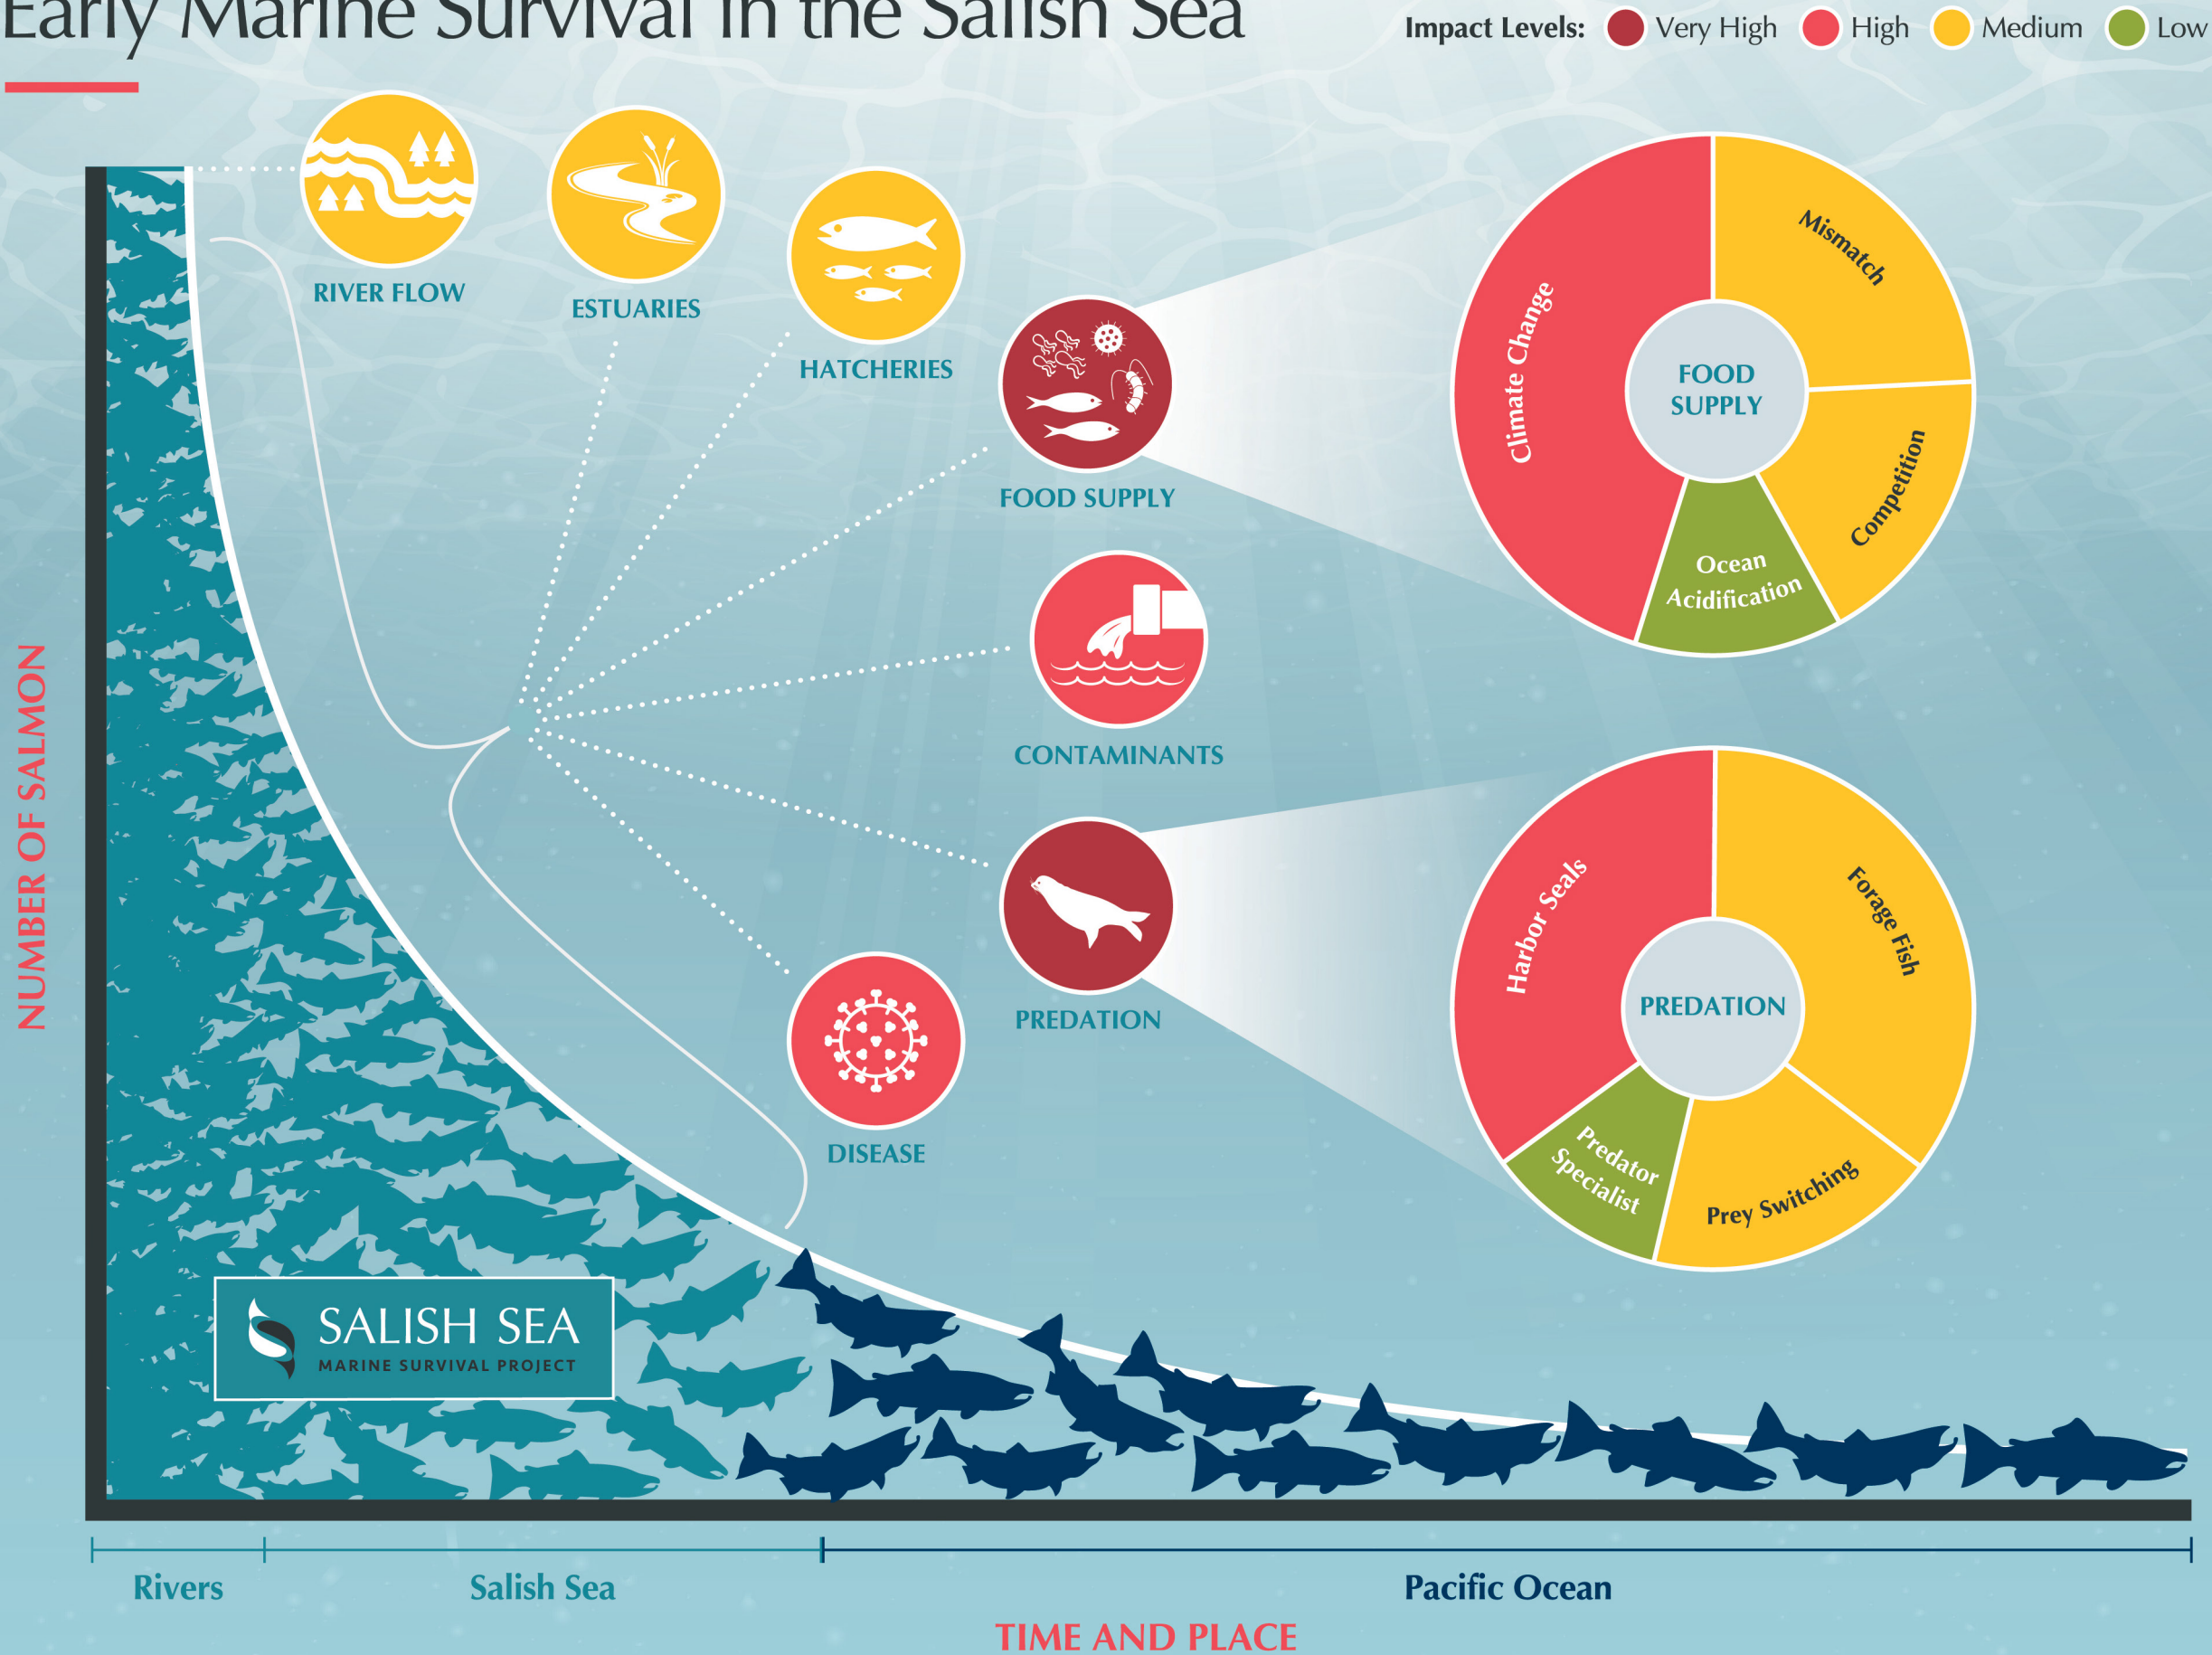 Early Marine Survival in the Salish Sea
Impact Levels: Very High High Medium Low
RIVER FLOW
ESTUARIES
HATCHERIES
FOOD SUPPLY
CONTAMINANTS
PREDATION
DISEASE
Climate Change
Mismatch
Competition
Ocean
Acidification
FOOD
SUPPLY
Harbor Seals
Forage Fish
Prey Switching
Predator
Specialist
PREDATION
NUMBER OF SALMON
SALISH SEA
MARINE SURVIVAL PROJECT
Rivers
Salish Sea
Pacific Ocean
TIME AND PLACE